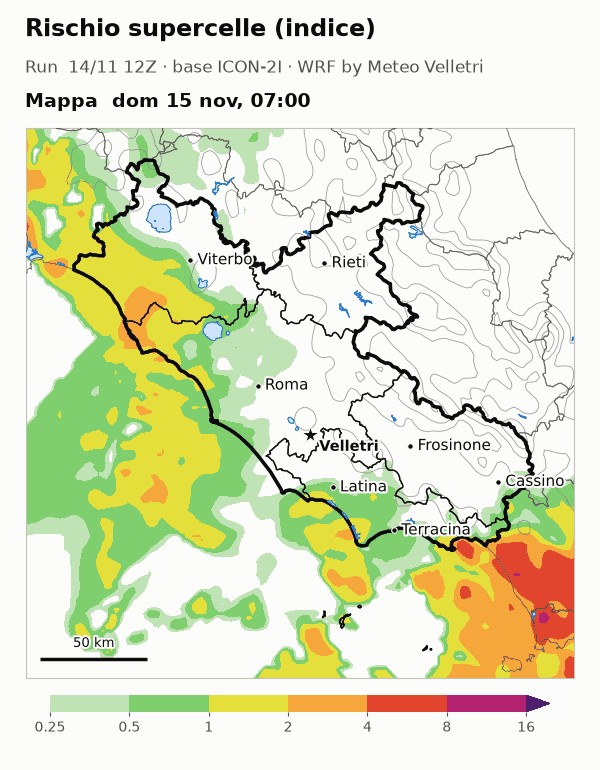 Rischio supercelle (indice)
Run  14/11 12Z · base ICON-2I · WRF by Meteo Velletri
Mappa  dom 15 nov, 07:00
Viterbo
Rieti
Roma
Velletri
Frosinone
Cassino
Latina
Terracina
50 km
0.25 0.5 1 2 4 8 16